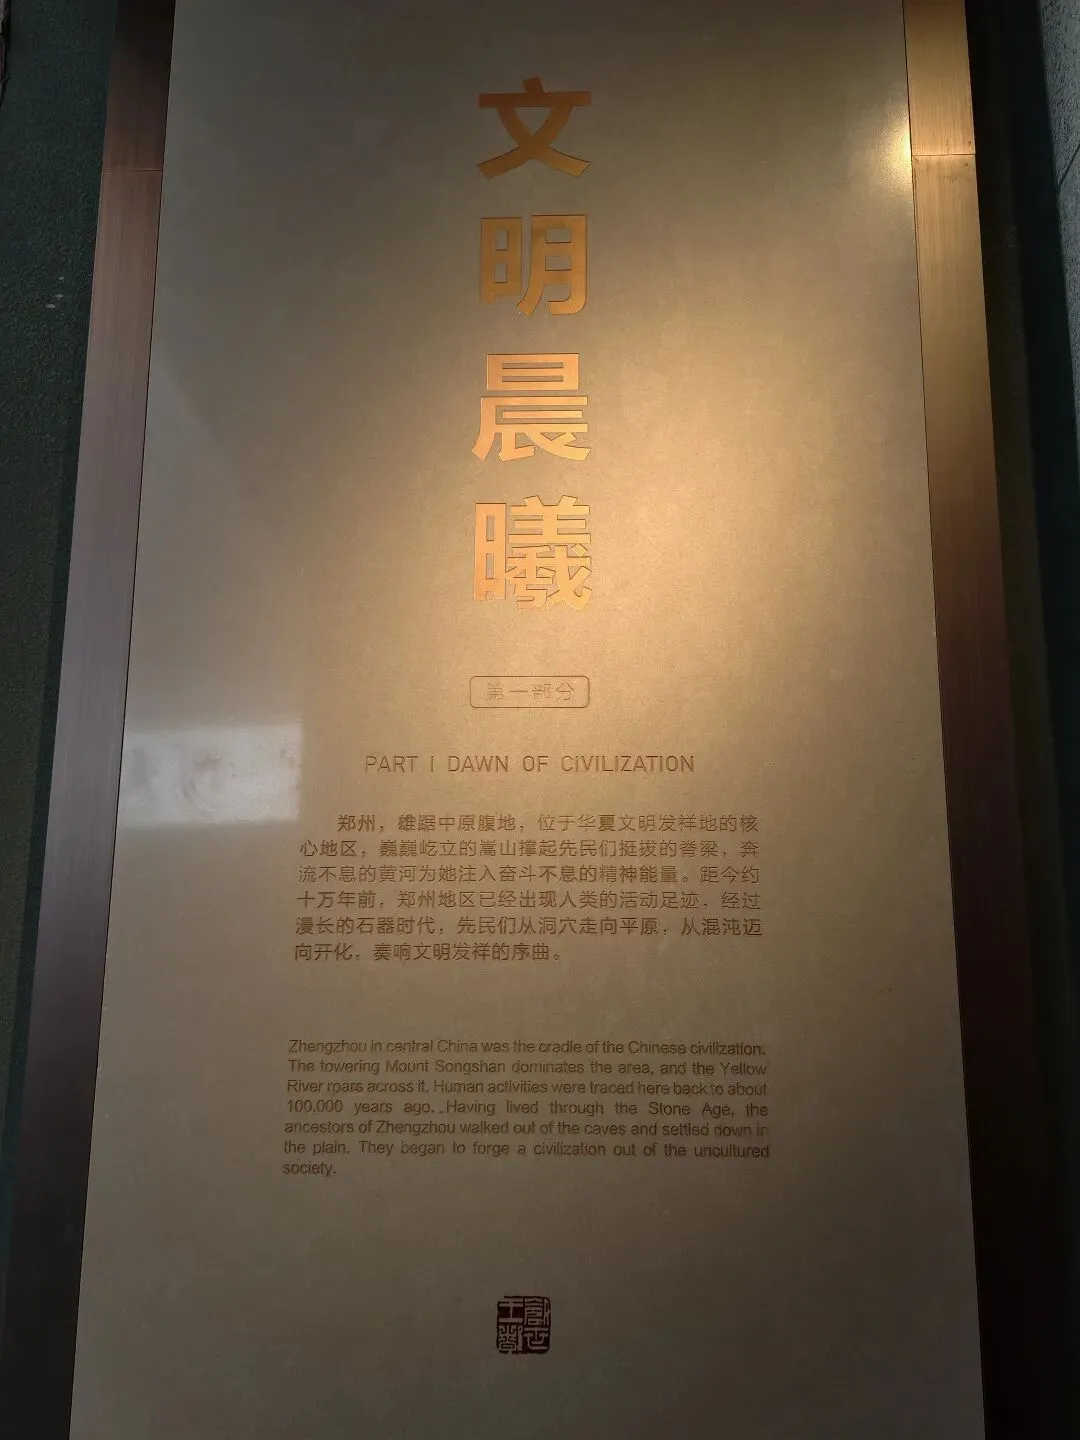 文明晨曦
第一部分
PART I DAWN OF CIVILIZATION
郑州，雄踞中原腹地，位于华夏文明发祥地的核
心地区，巍巍屹立的嵩山撑起先民们挺拔的脊梁，奔
流不息的黄河为她注入奋斗不息的精神能量。距今约
十万年前，郑州地区已经出现人类的活动足迹，经过
漫长的石器时代，先民们从洞穴走向平原，从混沌迈
向开化，奏响文明发祥的序曲。
Zhengzhou in central China was the cradle of the Chinese civilization.
The towering Mount Songshan dominates the area, and the Yellow
River roars across it. Human activities were traced here back to about
100,000 years ago. Having lived through the Stone Age, the
ancestors of Zhengzhou walked out of the caves and settled down in
the plain. They began to forge a civilization out of the uncultured
society.